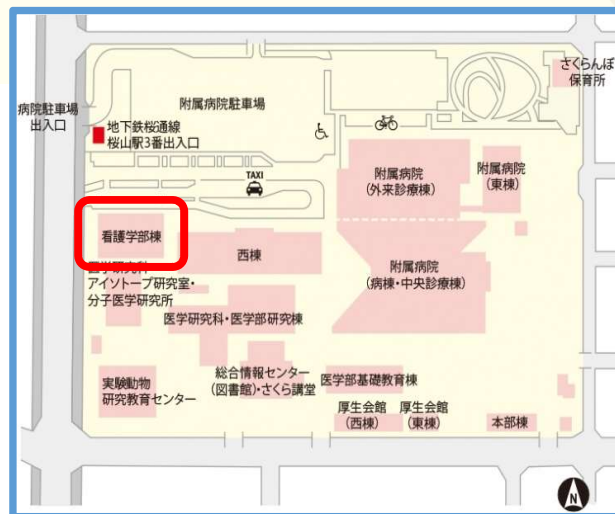 さくらんぼ
保育所
附属病院駐車場
病院駐車場
出入口
地下鉄桜通線
桜山駅3番出入口
TAXI
附属病院
(外来診療棟)
附属病院
(東棟)
看護学部棟
西棟
附属病院
(病棟・中央診療棟)
医学研究科
アイソトープ研究室・
分子医学研究所
医学研究科・医学部研究棟
実験動物
研究教育センター
総合情報センター
(図書館)・さくら講堂
医学部基礎教育棟
厚生会館
(西棟)
厚生会館
(東棟)
本部棟
N